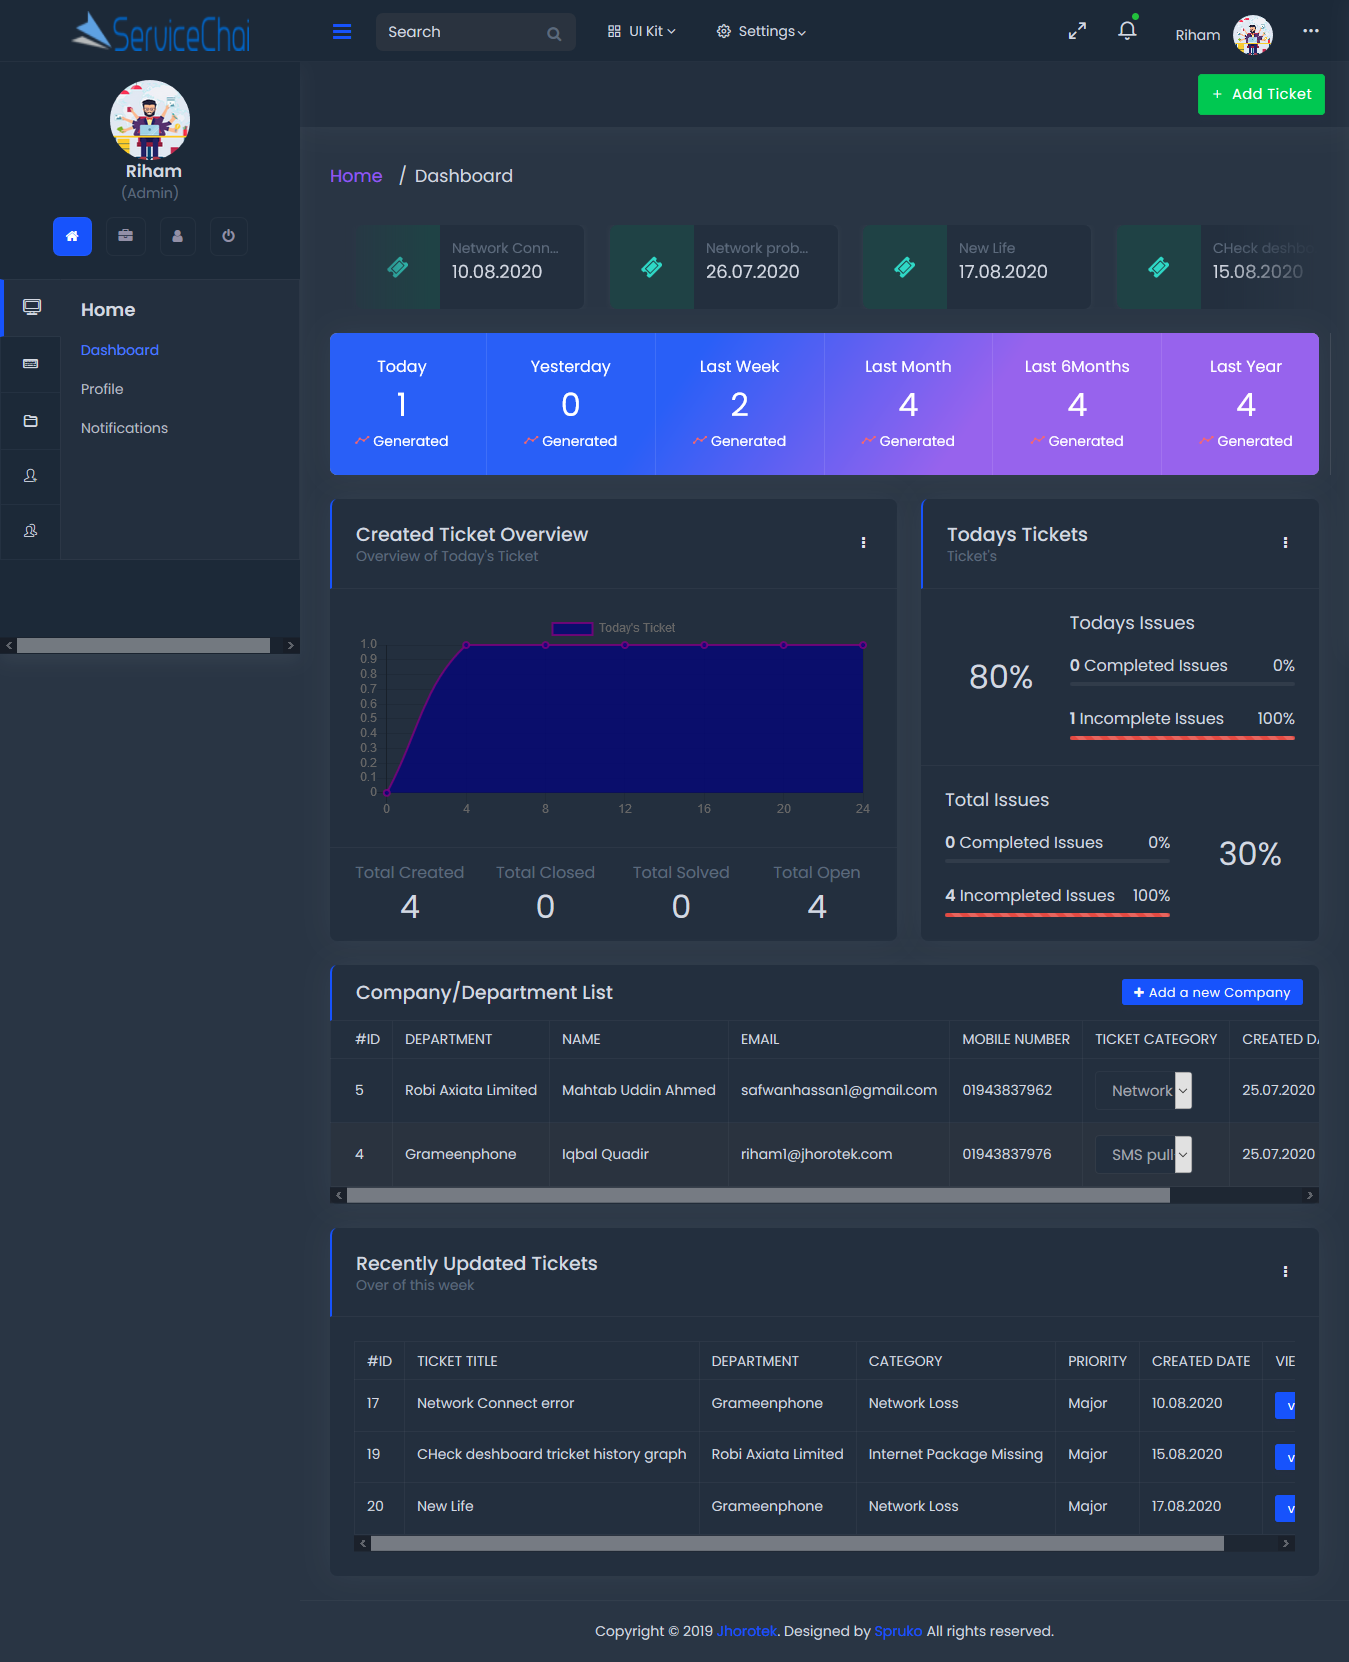 ServiceChai
Search
UI Kit
Settings
Riham
+ Add Ticket
Riham
(Admin)
Home
Dashboard
Profile
Notifications
Home / Dashboard
Network Conn...
10.08.2020
Network prob...
26.07.2020
New Life
17.08.2020
CHeck deshbo
15.08.2020
Today
1
Generated
Yesterday
0
Generated
Last Week
2
Generated
Last Month
4
Generated
Last 6Months
4
Generated
Last Year
4
Generated
Created Ticket Overview
Overview of Today's Ticket
Today's Ticket
1.0
0.9
0.8
0.7
0.6
0.5
0.4
0.3
0.2
0.1
0
0 4 8 12 16 20 24
Total Created
4
Total Closed
0
Total Solved
0
Total Open
4
Todays Tickets
Ticket's
80%
Todays Issues
0 Completed Issues 0%
1 Incomplete Issues 100%
Total Issues
0 Completed Issues 0%
4 Incompleted Issues 100%
30%
Company/Department List
Add a new Company
#ID DEPARTMENT NAME EMAIL MOBILE NUMBER TICKET CATEGORY CREATED DA
5 Robi Axiata Limited Mahtab Uddin Ahmed safwanhassan1@gmail.com 01943837962 Network 25.07.2020
4 Grameenphone Iqbal Quadir riham1@jhorotek.com 01943837976 SMS pull 25.07.2020
Recently Updated Tickets
Over of this week
#ID TICKET TITLE DEPARTMENT CATEGORY PRIORITY CREATED DATE VIE
17 Network Connect error Grameenphone Network Loss Major 10.08.2020 v
19 CHeck deshboard tricket history graph Robi Axiata Limited Internet Package Missing Major 15.08.2020 v
20 New Life Grameenphone Network Loss Major 17.08.2020 v
Copyright © 2019 Jhorotek. Designed by Spruko All rights reserved.